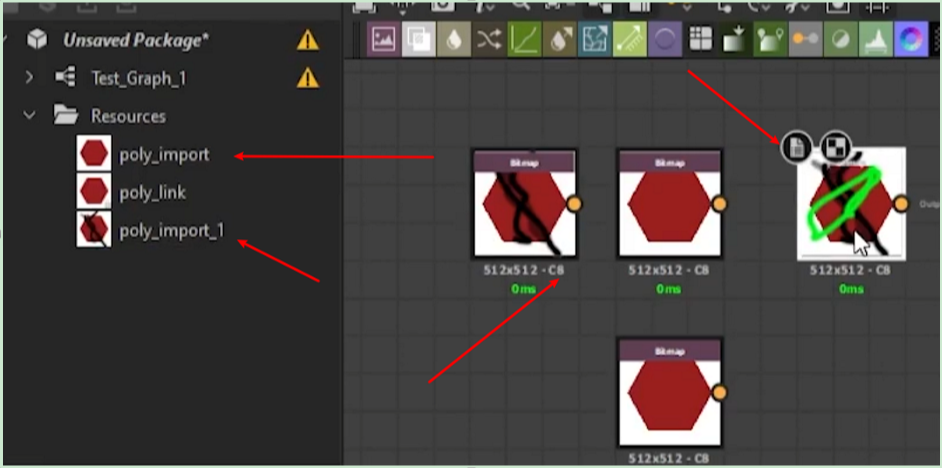 Unsaved Package*
Test_Graph_1
Resources
poly_import
poly_link
poly_import_1
Bitmap
Bitmap
512x512 - C8
512x512 - C8
512x512 - C8
0ms
0ms
0ms
Bitmap
512x512 - C8